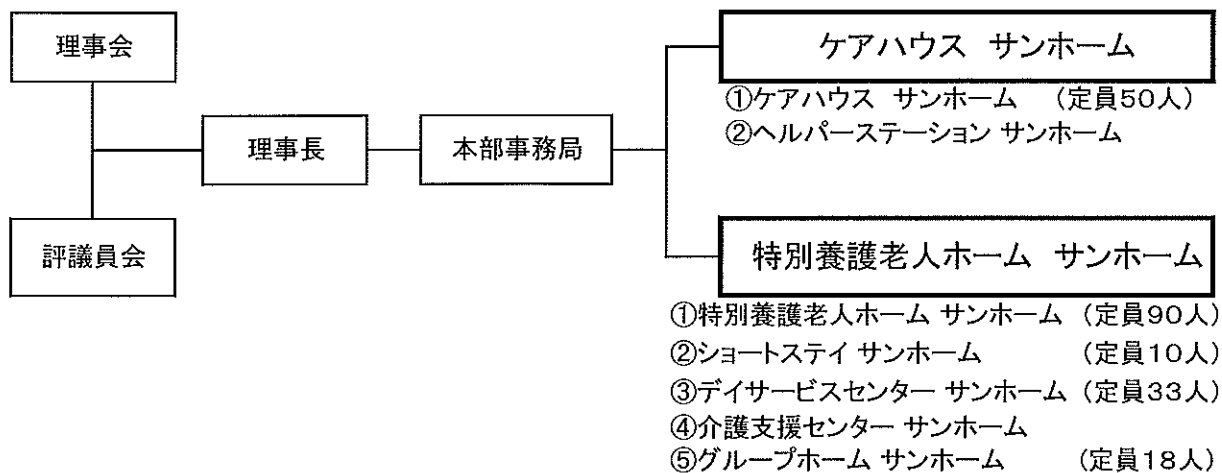 理事会
評議員会
理事長
本部事務局
ケアハウス サンホーム
①ケアハウス サンホーム (定員50人)
②ヘルパーステーション サンホーム
特別養護老人ホーム サンホーム
①特別養護老人ホーム サンホーム (定員90人)
②ショートステイ サンホーム (定員10人)
③デイサービスセンター サンホーム (定員33人)
④介護支援センター サンホーム
⑤グループホーム サンホーム (定員18人)